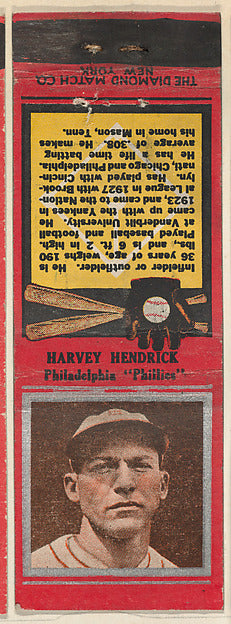 HARVEY HENDRICK
Philadelphia "Phillies"
Infielder or outfielder. He is
36 years of age, weighs 190
lbs., and is 6 ft. 2 in. high.
Played baseball and football
at Vanderbilt University. He
came up with the Yankees in
1923, and came to the Nation-
al League in 1927 with Brook-
lyn. Has played with Cincin-
nati, Chicago and Philadelphia.
He has a life time batting
average of .300. He makes
his home in Mason, Tenn.
THE DIAMOND MATCH CO.
NEW YORK